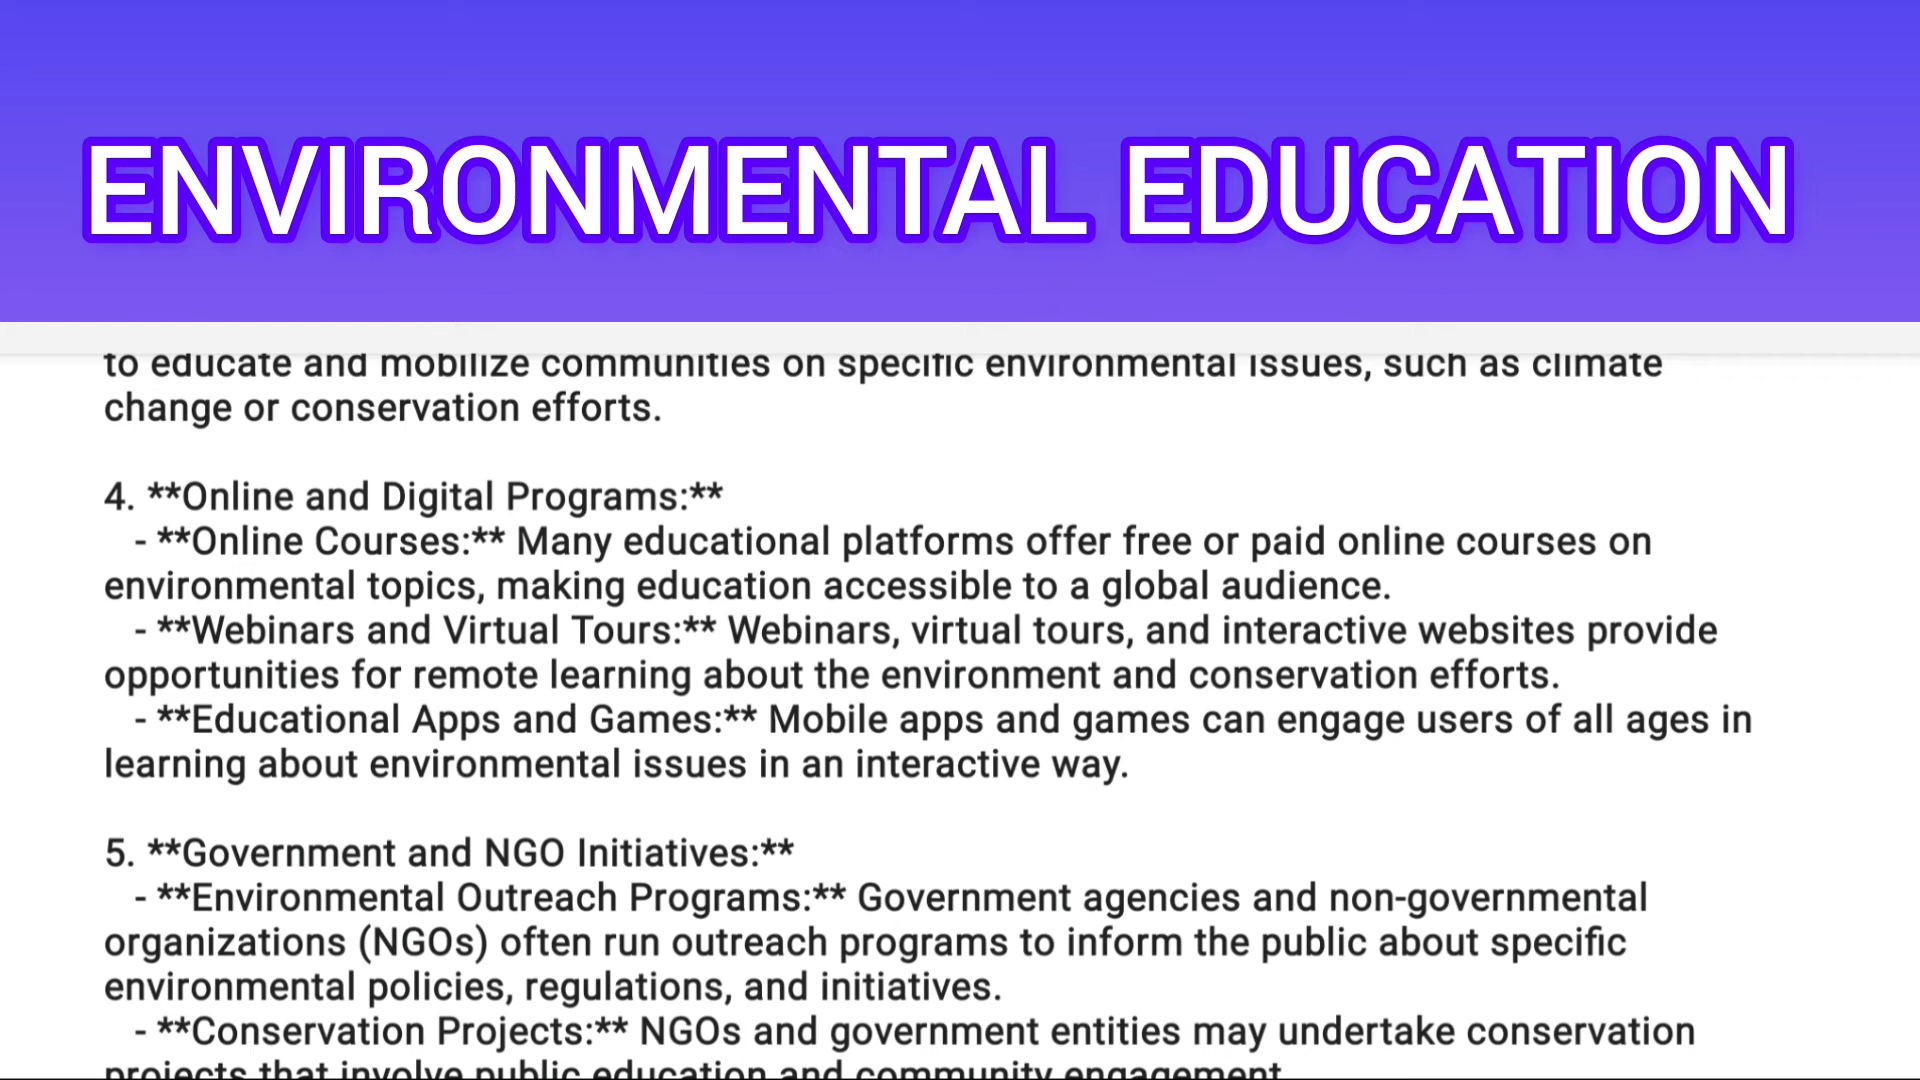 ENVIRONMENTAL EDUCATION
to educate and mobilize communities on specific environmental issues, such as climate
change or conservation efforts.
4. **Online and Digital Programs:**
- **Online Courses:** Many educational platforms offer free or paid online courses on
environmental topics, making education accessible to a global audience.
- **Webinars and Virtual Tours:** Webinars, virtual tours, and interactive websites provide
opportunities for remote learning about the environment and conservation efforts.
- **Educational Apps and Games:** Mobile apps and games can engage users of all ages in
learning about environmental issues in an interactive way.
5. **Government and NGO Initiatives:**
- **Environmental Outreach Programs:** Government agencies and non-governmental
organizations (NGOs) often run outreach programs to inform the public about specific
environmental policies, regulations, and initiatives.
- **Conservation Projects:** NGOs and government entities may undertake conservation
projects that involve public education and community engagement.